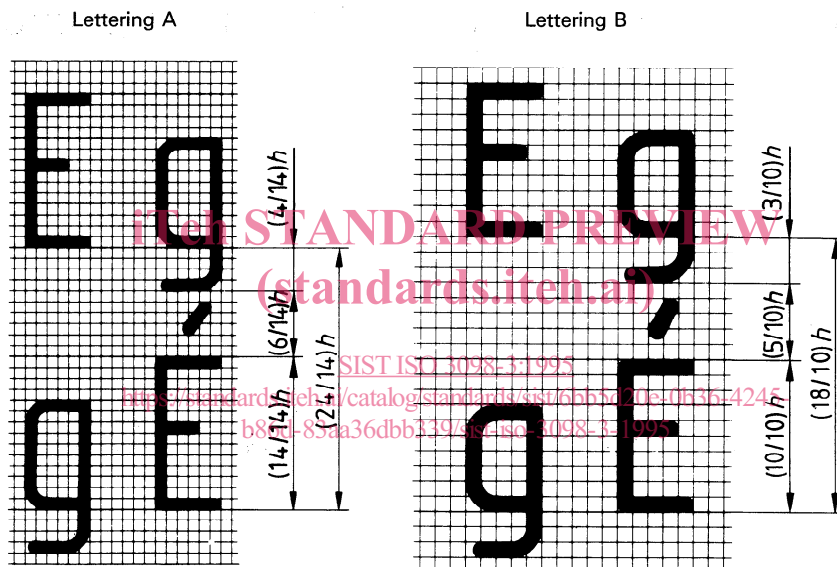 Lettering A
Lettering B
E g
E g
(4/14)h
(3/10)h
iTeh STANDARD PREVIEW
(standards.iteh.ai)
(6/14)h
(5/10)h
SIST ISO 3098-3:1995
https://standards.iteh.ai/catalog/standards/sist/6bb5d20e-0b36-4245-
b86d-83aa36dbb339/sist-iso-3098-3-1995
(14/14)h
(24/14)h
(10/10)h
(18/10)h
g É
g É